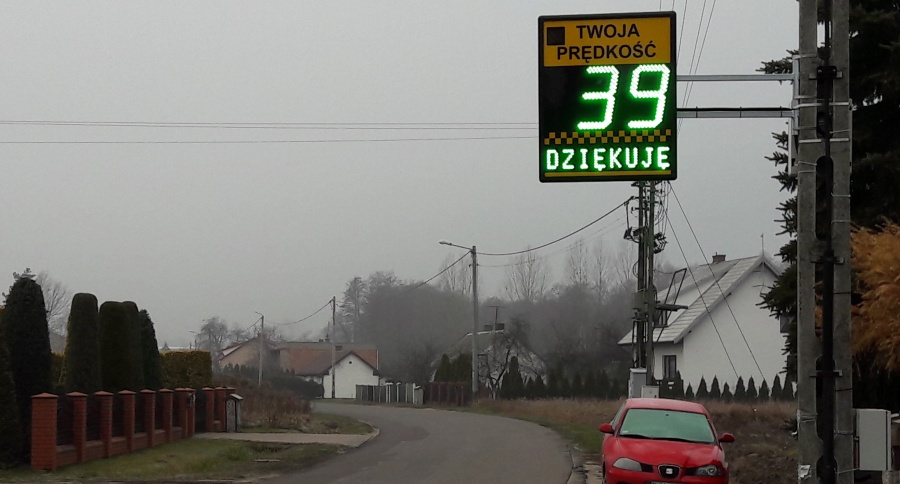 TWOJA
PRĘDKOŚĆ
39
DZIĘKUJĘ